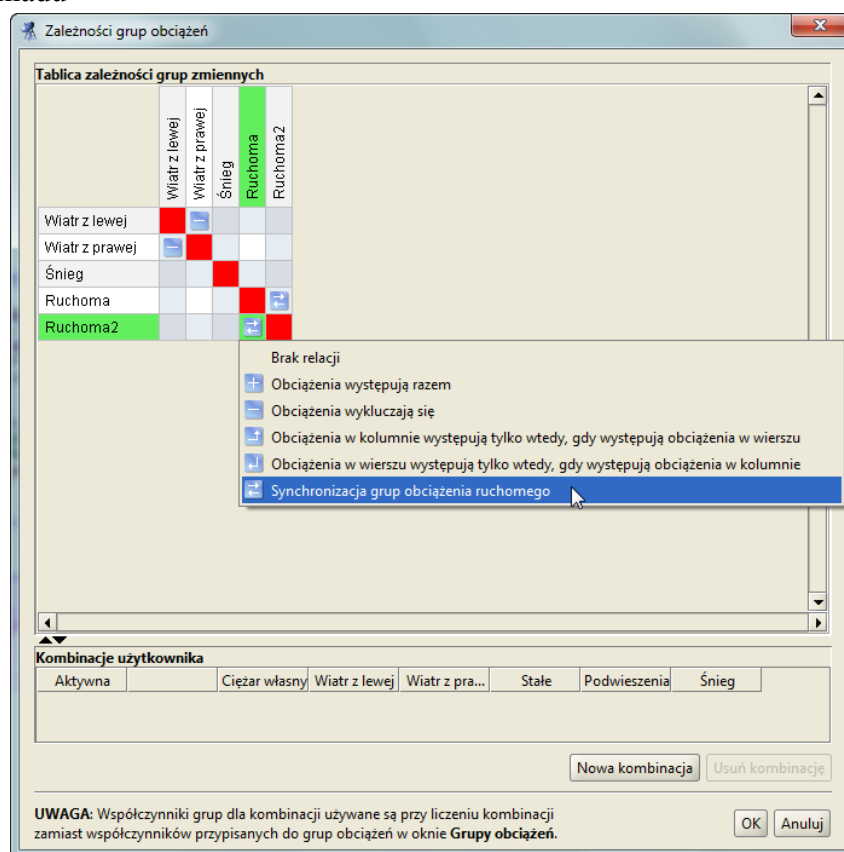 Zależności grup obciążeń
Tablica zależności grup zmiennych
Wiatr z lewej
Wiatr z prawej
Śnieg
Ruchoma
Ruchoma2
Wiatr z lewej
Wiatr z prawej
Śnieg
Ruchoma
Ruchoma2
Brak relacji
Obciążenia występują razem
Obciążenia wykluczają się
Obciążenia w kolumnie występują tylko wtedy, gdy występują obciążenia w wierszu
Obciążenia w wierszu występują tylko wtedy, gdy występują obciążenia w kolumnie
Synchronizacja grup obciążenia ruchomego
Kombinacje użytkownika
Aktywna Ciężar własny Wiatr z lewej Wiatr z pra... Stałe Podwieszenia Śnieg
Nowa kombinacja Usuń kombinację
UWAGA: Współczynniki grup dla kombinacji używane są przy liczeniu kombinacji
zamiast współczynników przypisanych do grup obciążeń w oknie Grupy obciążeń.
OK Anuluj